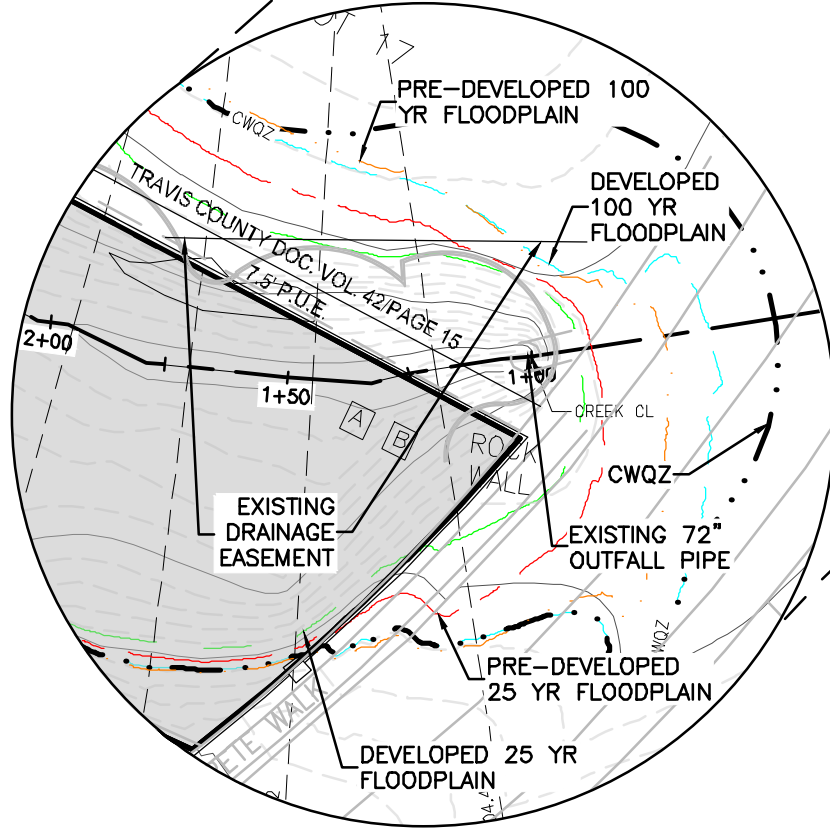 PRE-DEVELOPED 100
YR FLOODPLAIN
CWQZ
DEVELOPED
100 YR
FLOODPLAIN
TRAVIS COUNTY DOC. VOL. 42/PAGE 15
7.5' P.U.E.
2+00
1+50
1+00
CREEK CL
A
B
ROCK
WALL
CWQZ
EXISTING
DRAINAGE
EASEMENT
EXISTING 72"
OUTFALL PIPE
WQZ
PRE-DEVELOPED
25 YR FLOODPLAIN
ETE WALK
DEVELOPED 25 YR
FLOODPLAIN